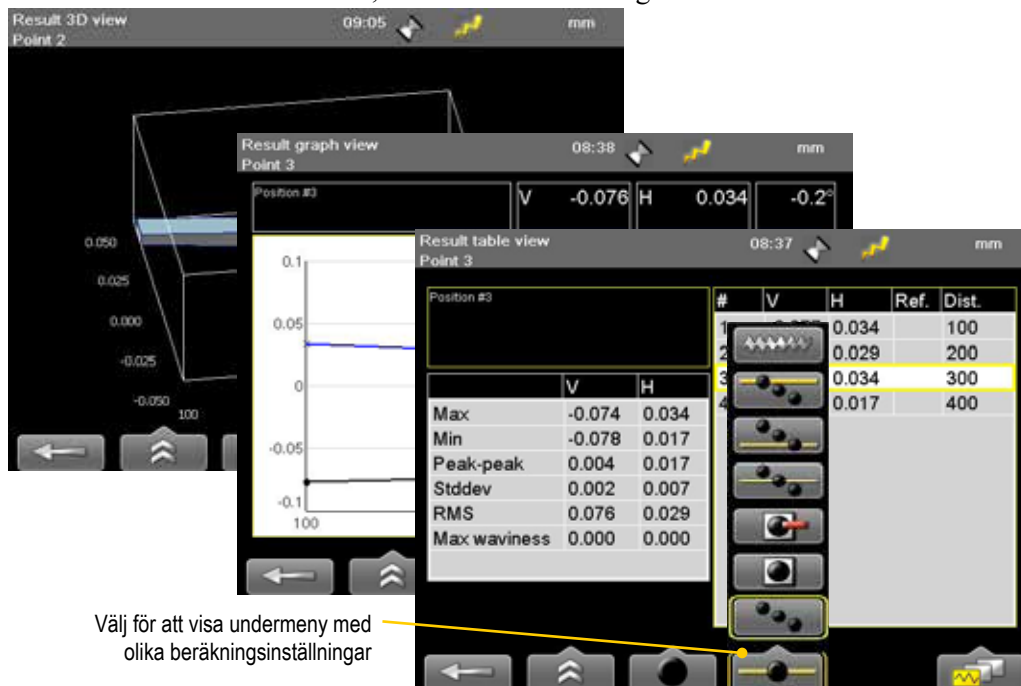 Result 3D view 09:05 mm
Point 2
0.050
0.025
0.000
-0.025
-0.050
100
Result graph view 08:38 mm
Point 3
Position #3 V -0.076 H 0.034 -0.2°
0.1
0.05
0
-0.05
-0.1
100
Result table view 08:37 mm
Point 3
Position #3
# V H Ref. Dist.
1 0.034 100
2 0.029 200
3 0.034 300
4 0.017 400
V H
Max -0.074 0.034
Min -0.078 0.017
Peak-peak 0.004 0.017
Stddev 0.002 0.007
RMS 0.076 0.029
Max waviness 0.000 0.000
Välj för att visa undermeny med
olika beräkningsinställningar